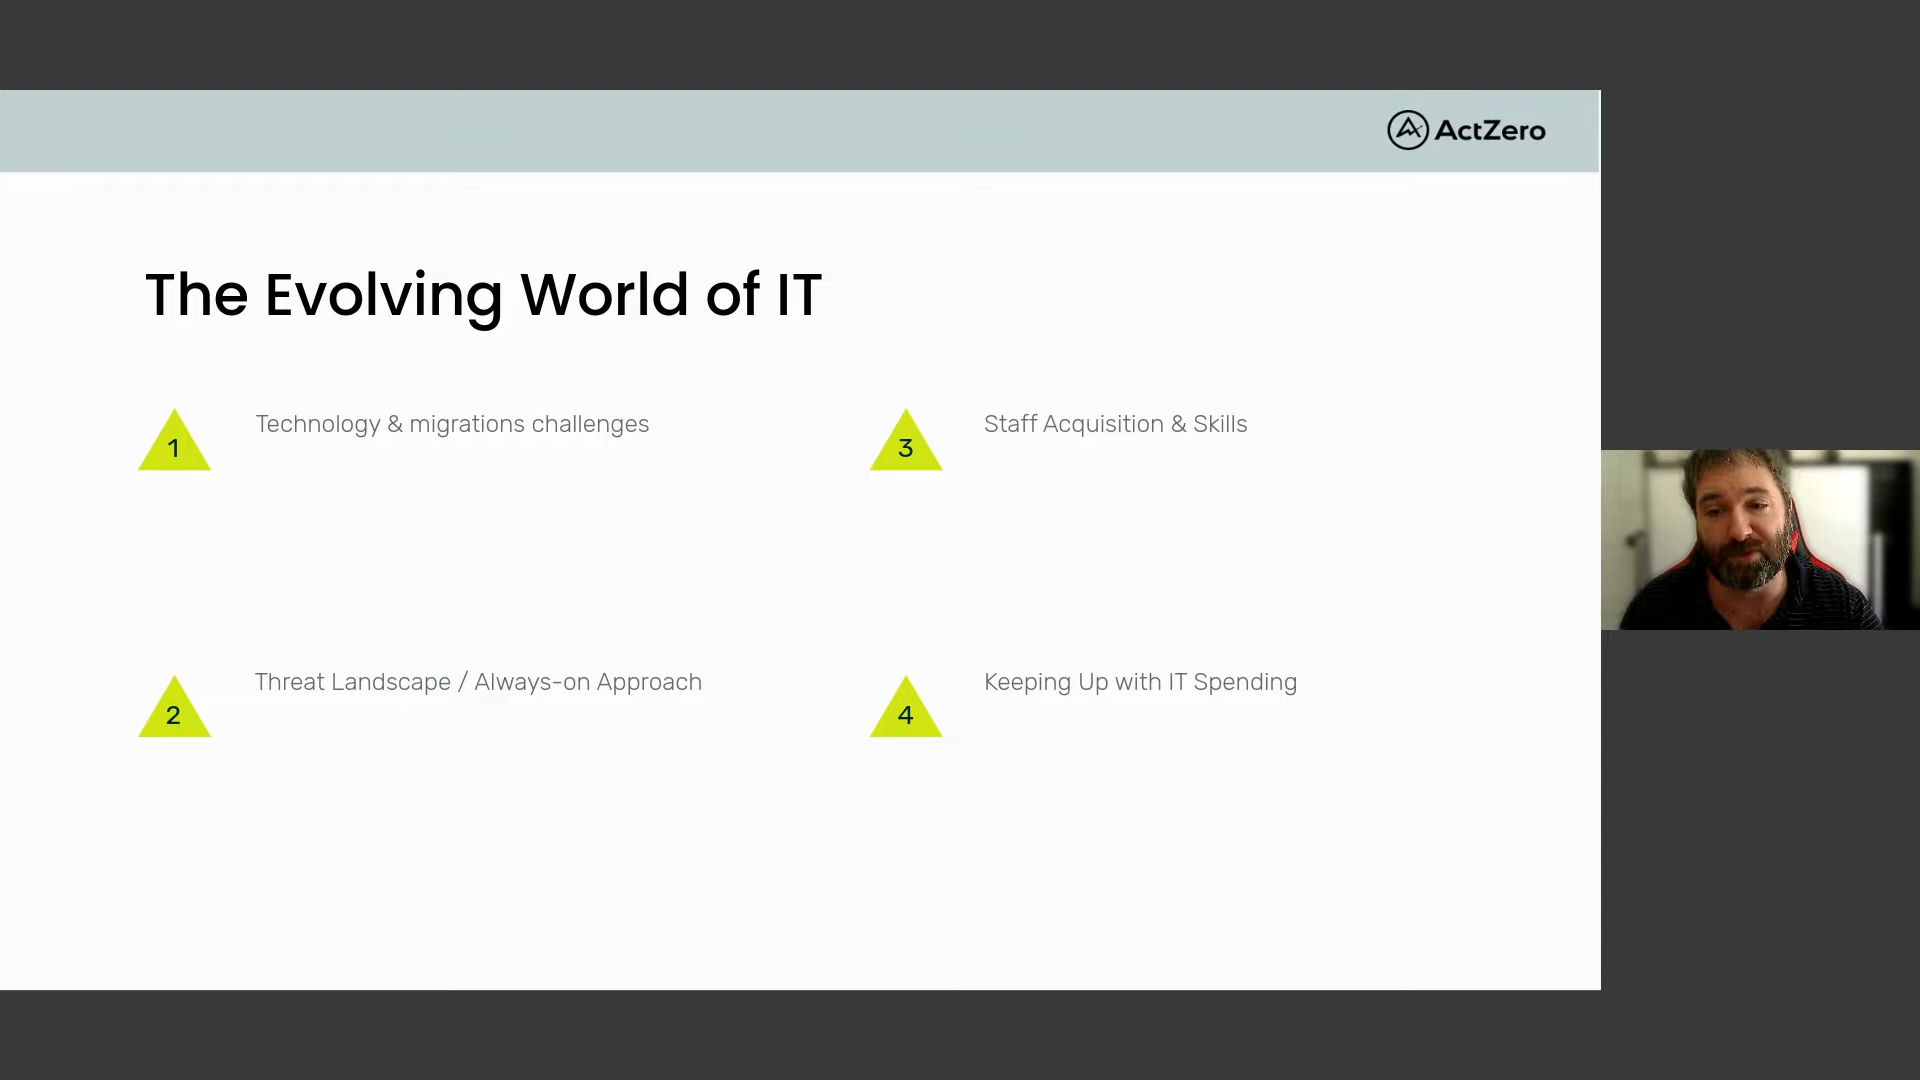 ActZero
The Evolving World of IT
1
Technology & migrations challenges
2
Threat Landscape / Always-on Approach
3
Staff Acquisition & Skills
4
Keeping Up with IT Spending